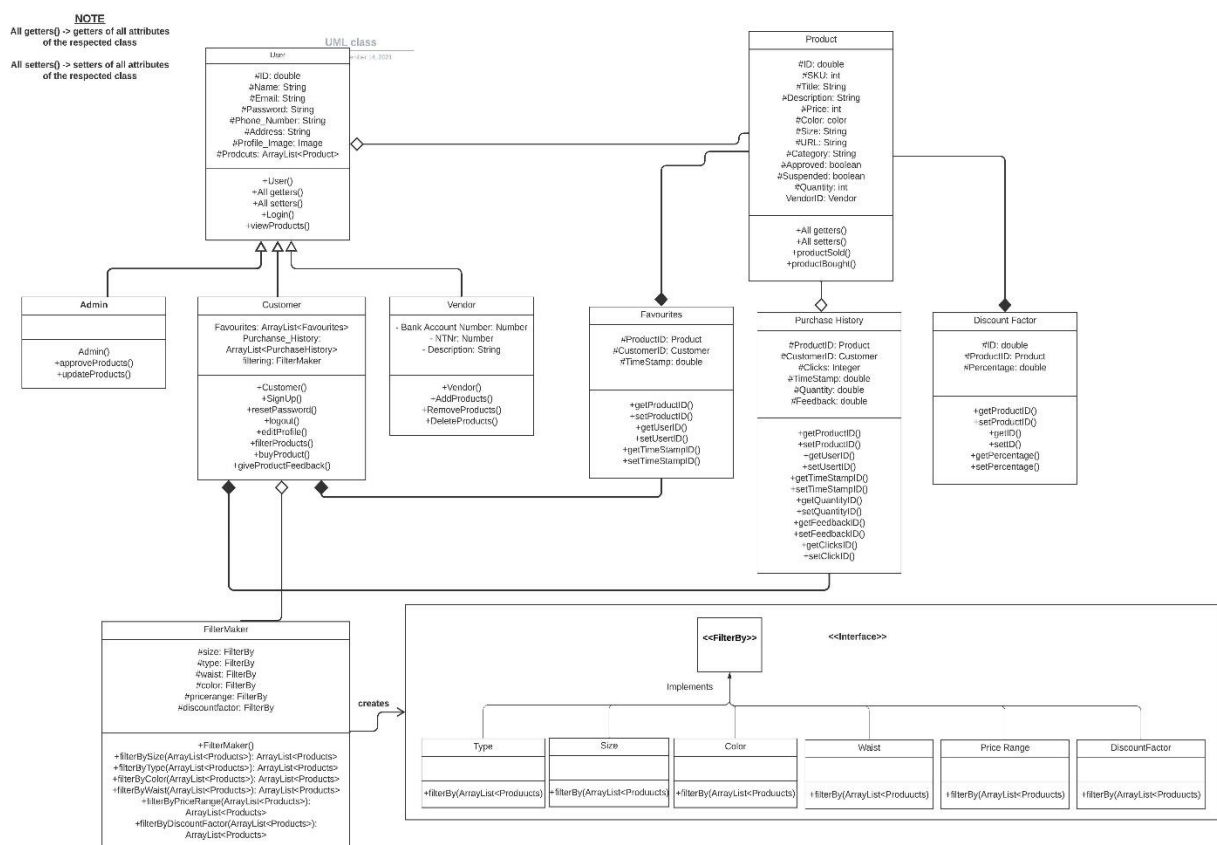 NOTE
All getters() -> getters of all attributes
of the respected class
All setters() -> setters of all attributes
of the respected class
UML class
User
#ID: double
#Name: String
#Email: String
#Password: String
#Phone_Number: String
#Address: String
#Profile_Image: Image
#Prodcuts: ArrayList<Product>
+User()
+All getters()
+All setters()
+Login()
+viewProducts()
Product
#ID: double
#SKU: int
#Title: String
#Description: String
#Price: int
#Color: color
#Size: String
#URL: String
#Category: String
#Approved: boolean
#Suspended: boolean
#Quantity: int
VendorID: Vendor
+All getters()
+All setters()
+productSold()
+productBought()
Admin
Admin()
+approveProducts()
+updateProducts()
Customer
Favourites: ArrayList<Favourites>
Purchanse_History:
ArrayList<PurchaseHistory>
filtering: FilterMaker
+Customer()
+SignUp()
+resetPassword()
+logout()
+editProfile()
+filterProducts()
+buyProduct()
+giveProductFeedback()
Vendor
- Bank Account Number: Number
- NTNr: Number
- Description: String
+Vendor()
+AddProducts()
+RemoveProducts()
+DeleteProducts()
Favourites
#ProductID: Product
#CustomerID: Customer
#TimeStamp: double
+getProductID()
+setProductID()
+getUserID()
+setUserID()
+getTimeStampID()
+setTimeStampID()
Purchase History
#ProductID: Product
#CustomerID: Customer
#Clicks: Integer
#TimeStamp: double
#Quantity: double
#Feedback: double
+getProductID()
+setProductID()
+getUserID()
+setUsertID()
+getTimeStampID()
+setTimeStampID()
+getQuantityID()
+setQuantityID()
+getFeedbackID()
+setFeedbackID()
+getClicksID()
+setClickID()
Discount Factor
#ID: double
#ProductID: Product
#Percentage: double
+getProductID()
+setProductID()
+getID()
+setID()
+getPercentage()
+setPercentage()
FilterMaker
#size: FilterBy
#type: FilterBy
#waist: FilterBy
#color: FilterBy
#pricerange: FilterBy
#discountfactor: FilterBy
+FilterMaker()
+filterBySize(ArrayList<Products>): ArrayList<Products>
+filterByType(ArrayList<Products>): ArrayList<Products>
+filterByColor(ArrayList<Products>): ArrayList<Products>
+filterByWaist(ArrayList<Products>): ArrayList<Products>
+filterByPriceRange(ArrayList<Products>):
ArrayList<Products>
+filterByDiscountFactor(ArrayList<Products>):
ArrayList<Products>
creates
<<FilterBy>>
<<Interface>>
Implements
Type
+filterBy(ArrayList<Produucts)
Size
+filterBy(ArrayList<Produucts)
Color
+filterBy(ArrayList<Produucts)
Waist
+filterBy(ArrayList<Produucts)
Price Range
+filterBy(ArrayList<Produucts)
DiscountFactor
+filterBy(ArrayList<Produucts)